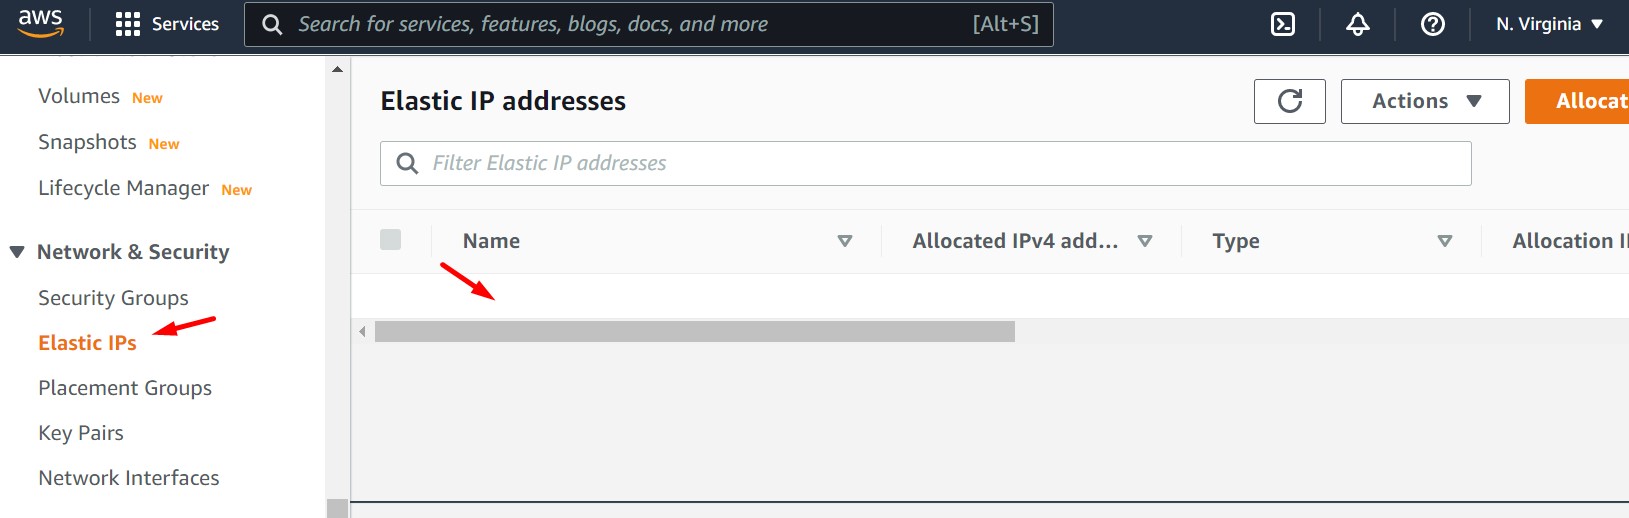 aws Services Search for services, features, blogs, docs, and more [Alt+S] N. Virginia
Volumes New
Snapshots New
Lifecycle Manager New
Network & Security
Security Groups
Elastic IPs
Placement Groups
Key Pairs
Network Interfaces
Elastic IP addresses Actions Allocat
Filter Elastic IP addresses
Name Allocated IPv4 add... Type Allocation I